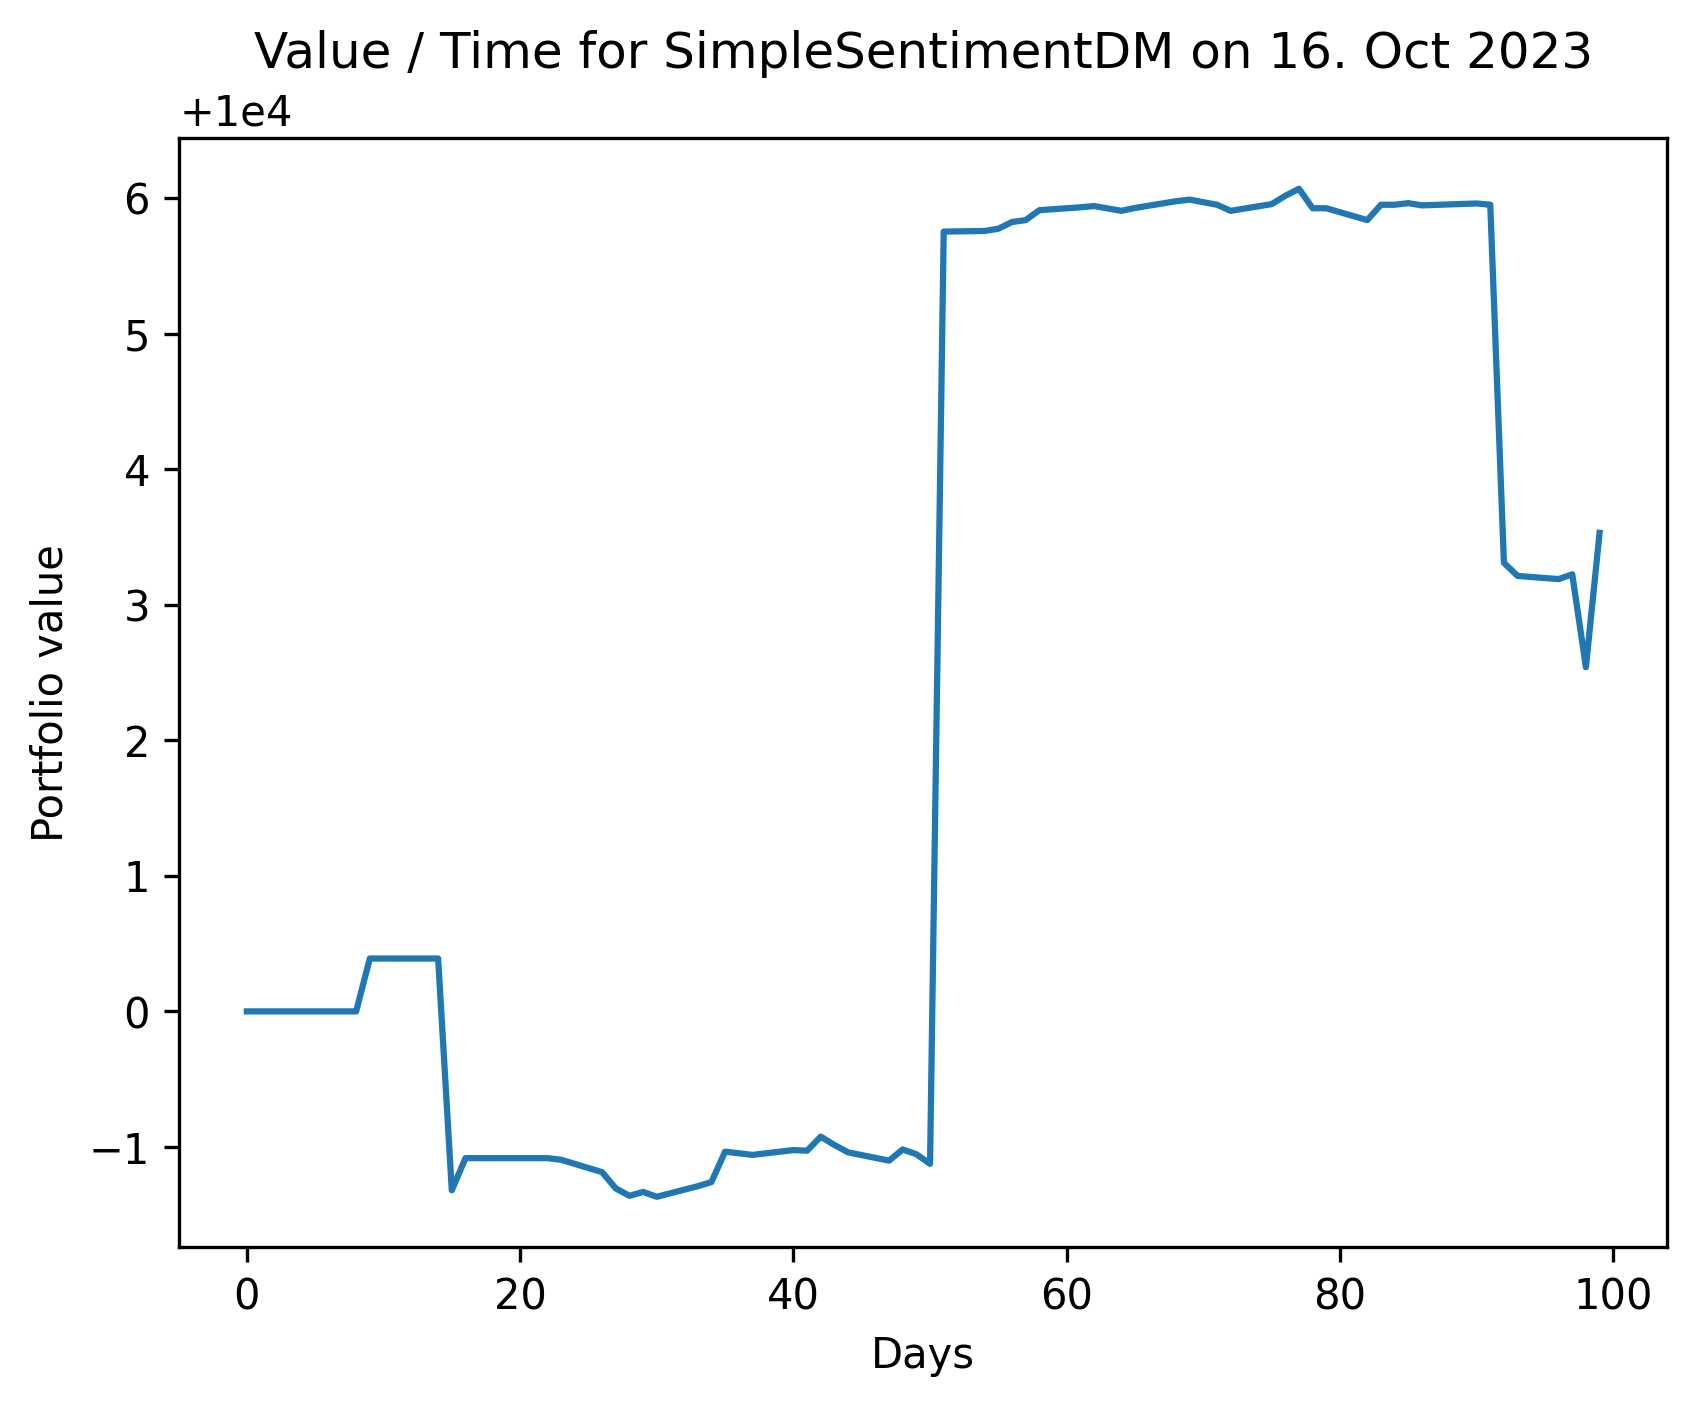 Value / Time for SimpleSentimentDM on 16. Oct 2023
+1e4
6
5
4
3
2
1
0
−1
Portfolio value
0 20 40 60 80 100
Days